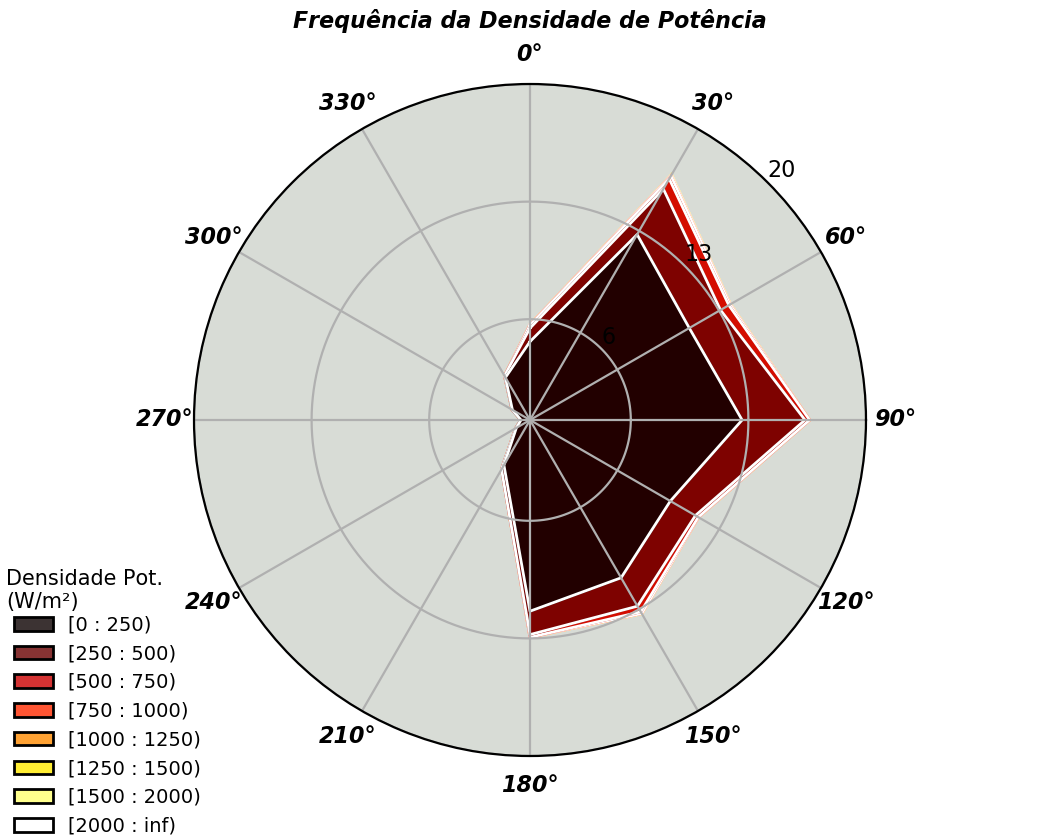 Frequência da Densidade de Potência
0°
330°
30°
20
300°
60°
13
6
270°
90°
240°
120°
210°
150°
180°
Densidade Pot.
(W/m²)
[0 : 250)
[250 : 500)
[500 : 750)
[750 : 1000)
[1000 : 1250)
[1250 : 1500)
[1500 : 2000)
[2000 : inf)